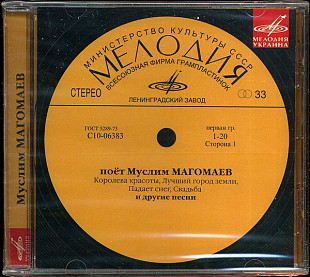 Муслим МАГОМАЕВ
МИНИСТЕРСТВО КУЛЬТУРЫ СССР
МЕЛОДИЯ
ВСЕСОЮЗНАЯ ФИРМА ГРАМПЛАСТИНОК
СТЕРЕО
33
ЛЕНИНГРАДСКИЙ ЗАВОД
ГОСТ 5289-73
С10-06383
первая гр.
1-20
Сторона 1
поёт Муслим МАГОМАЕВ
Королева красоты, Лучший город земли,
Падает снег, Свадьба
и другие песни
МЕЛОДИЯ
УКРАИНА